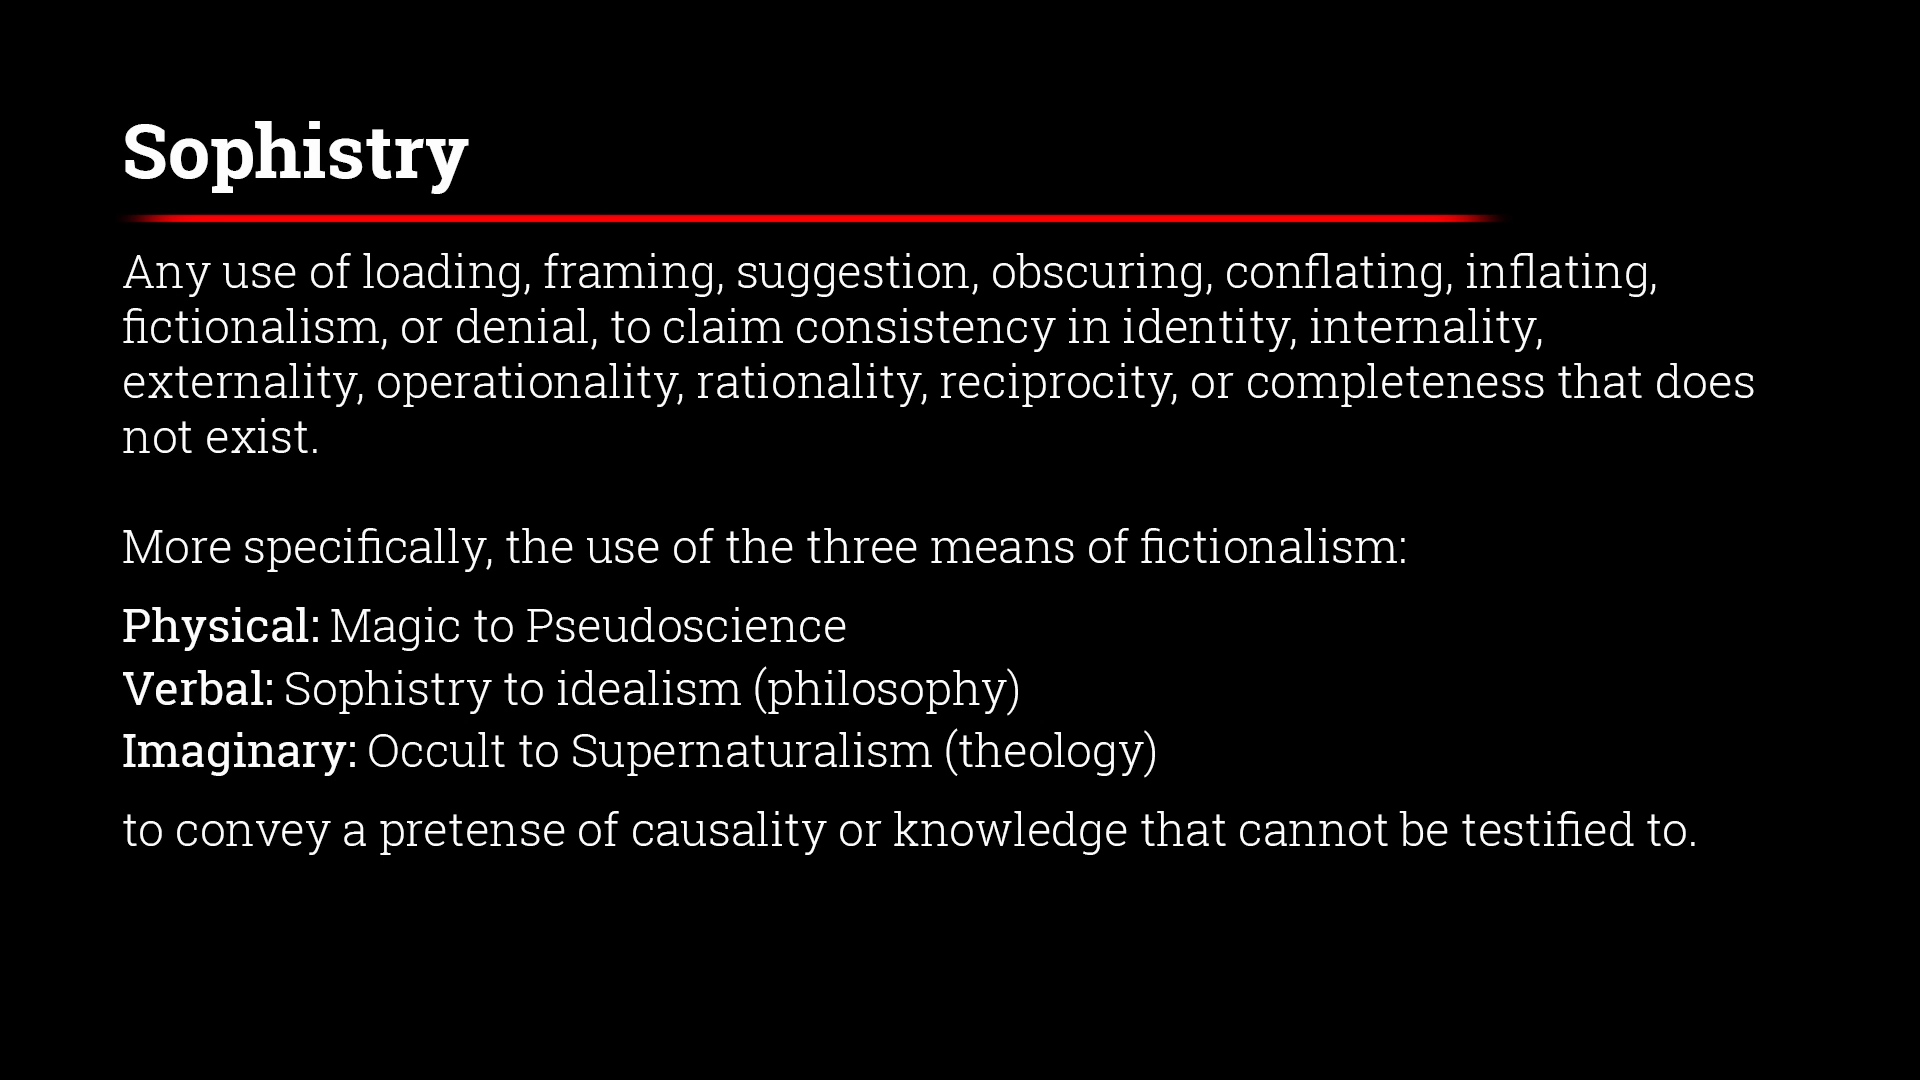 Sophistry
Any use of loading, framing, suggestion, obscuring, conflating, inflating,
fictionalism, or denial, to claim consistency in identity, internality,
externality, operationality, rationality, reciprocity, or completeness that does
not exist.
More specifically, the use of the three means of fictionalism:
Physical: Magic to Pseudoscience
Verbal: Sophistry to idealism (philosophy)
Imaginary: Occult to Supernaturalism (theology)
to convey a pretense of causality or knowledge that cannot be testified to.